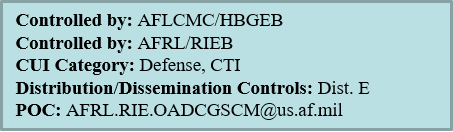 Controlled by: AFLCMC/HBGEB
Controlled by: AFRL/RIEB
CUI Category: Defense, CTI
Distribution/Dissemination Controls: Dist. E
POC: AFRL.RIE.OADCGSCM@us.af.mil